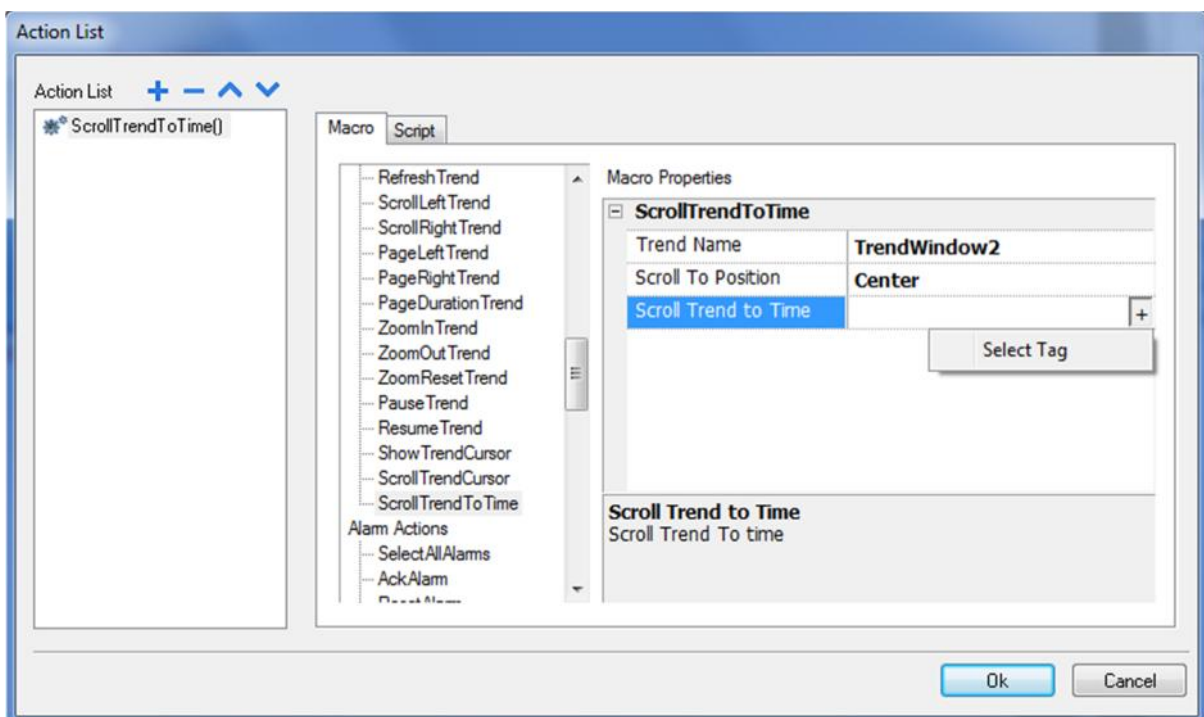 Action List
Action List
ScrollTrendToTime()
Macro
Script
RefreshTrend
ScrollLeftTrend
ScrollRightTrend
PageLeftTrend
PageRightTrend
PageDurationTrend
ZoomInTrend
ZoomOutTrend
ZoomResetTrend
PauseTrend
ResumeTrend
ShowTrendCursor
ScrollTrendCursor
ScrollTrendToTime
Alarm Actions
SelectAllAlarms
AckAlarm
Macro Properties
ScrollTrendToTime
Trend Name TrendWindow2
Scroll To Position Center
Scroll Trend to Time +
Select Tag
Scroll Trend to Time
Scroll Trend To time
Ok
Cancel